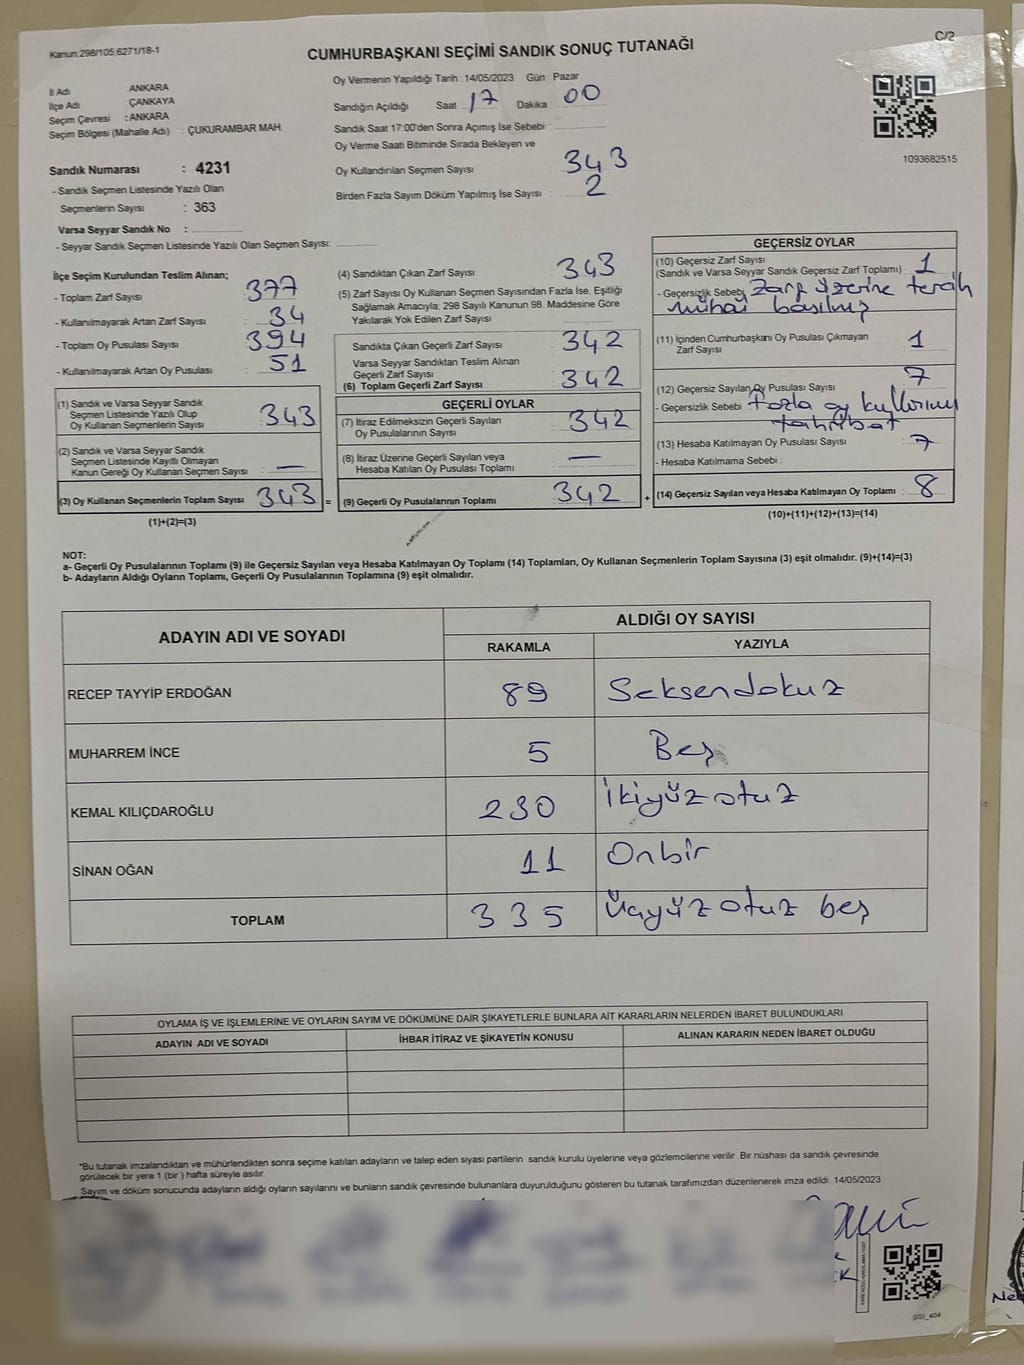 Kanun:298/105;6271/18-1
C/2
CUMHURBAŞKANI SEÇİMİ SANDIK SONUÇ TUTANAĞI
İl Adı ANKARA
İlçe Adı ÇANKAYA
Seçim Çevresi : ANKARA
Seçim Bölgesi (Mahalle Adı) : ÇUKURAMBAR MAH.
Sandık Numarası : 4231
- Sandık Seçmen Listesinde Yazılı Olan
Seçmenlerin Sayısı : 363
Varsa Seyyar Sandık No :
- Seyyar Sandık Seçmen Listesinde Yazılı Olan Seçmen Sayısı:
Oy Vermenin Yapıldığı Tarih : 14/05/2023 Gün : Pazar
Sandığın Açıldığı Saat 17 Dakika 00
Sandık Saat 17:00'den Sonra Açımış İse Sebebi
Oy Verme Saati Bitiminde Sırada Bekleyen ve
Oy Kullandırılan Seçmen Sayısı : 343
Birden Fazla Sayım Döküm Yapılmış İse Sayısı : 2
1093682515
İlçe Seçim Kurulundan Teslim Alınan;
- Toplam Zarf Sayısı : 377
- Kullanılmayarak Artan Zarf Sayısı : 34
- Toplam Oy Pusulası Sayısı : 394
- Kullanılmayarak Artan Oy Pusulası : 51
(1) Sandık ve Varsa Seyyar Sandık
Seçmen Listesinde Yazılı Olup
Oy Kullanan Seçmenlerin Sayısı : 343
(2) Sandık ve Varsa Seyyar Sandık
Seçmen Listesinde Kayıtlı Olmayan
Kanun Gereği Oy Kullanan Seçmen Sayısı : —
(3) Oy Kullanan Seçmenlerin Toplam Sayısı : 343 =
(1)+(2)=(3)
(4) Sandıktan Çıkan Zarf Sayısı : 343
(5) Zarf Sayısı Oy Kullanan Seçmen Sayısından Fazla İse, Eşitliği
Sağlamak Amacıyla; 298 Sayılı Kanunun 98. Maddesine Göre
Yakılarak Yok Edilen Zarf Sayısı
Sandıkta Çıkan Geçerli Zarf Sayısı : 342
Varsa Seyyar Sandıktan Teslim Alınan
Geçerli Zarf Sayısı
(6) Toplam Geçerli Zarf Sayısı : 342
GEÇERLİ OYLAR
(7) İtiraz Edilmeksizin Geçerli Sayılan
Oy Pusulalarının Sayısı : 342
(8) İtiraz Üzerine Geçerli Sayılan veya
Hesaba Katılan Oy Pusulası Toplamı : —
(9) Geçerli Oy Pusulalarının Toplamı : 342 +
GEÇERSİZ OYLAR
(10) Geçersiz Zarf Sayısı
(Sandık ve Varsa Seyyar Sandık Geçersiz Zarf Toplamı) : 1
- Geçersizlik Sebebi Zarf üzerine tercih
mührü basılmış
(11) İçinden Cumhurbaşkanı Oy Pusulası Çıkmayan
Zarf Sayısı : 1
(12) Geçersiz Sayılan Oy Pusulası Sayısı : 7
- Geçersizlik Sebebi Fazla oy kullanımı
tahribat
(13) Hesaba Katılmayan Oy Pusulası Sayısı : 7
- Hesaba Katılmama Sebebi :
(14) Geçersiz Sayılan veya Hesaba Katılmayan Oy Toplamı : 8
(10)+(11)+(12)+(13)=(14)
NOT:
a- Geçerli Oy Pusulalarının Toplamı (9) ile Geçersiz Sayılan veya Hesaba Katılmayan Oy Toplamı (14) Toplamları, Oy Kullanan Seçmenlerin Toplam Sayısına (3) eşit olmalıdır. (9)+(14)=(3)
b- Adayların Aldığı Oyların Toplamı, Geçerli Oy Pusulalarının Toplamına (9) eşit olmalıdır.
ADAYIN ADI VE SOYADI
ALDIĞI OY SAYISI
RAKAMLA YAZIYLA
RECEP TAYYİP ERDOĞAN 89 Seksendokuz
MUHARREM İNCE 5 Beş
KEMAL KILIÇDAROĞLU 230 İkiyüzotuz
SİNAN OĞAN 11 Onbir
TOPLAM 335 Üçyüzotuz beş
OYLAMA İŞ VE İŞLEMLERİNE VE OYLARIN SAYIM VE DÖKÜMÜNE DAİR ŞİKAYETLERLE BUNLARA AİT KARARLARIN NELERDEN İBARET BULUNDUKLARI
ADAYIN ADI VE SOYADI İHBAR İTİRAZ VE ŞİKAYETİN KONUSU ALINAN KARARIN NEDEN İBARET OLDUĞU
*Bu tutanak imzalandıktan ve mühürlendikten sonra seçime katılan adayların ve talep eden siyasi partilerin sandık kurulu üyelerine veya gözlemcilerine verilir. Bir nüshası da sandık çevresinde
görülecek bir yere 1 (bir ) hafta süreyle asılır.
Sayım ve döküm sonucunda adayların aldığı oyların sayılarını ve bunların sandık çevresinde bulunanlara duyurulduğunu gösteren bu tutanak tarafımızdan düzenlenerek imza edildi. 14/05/2023